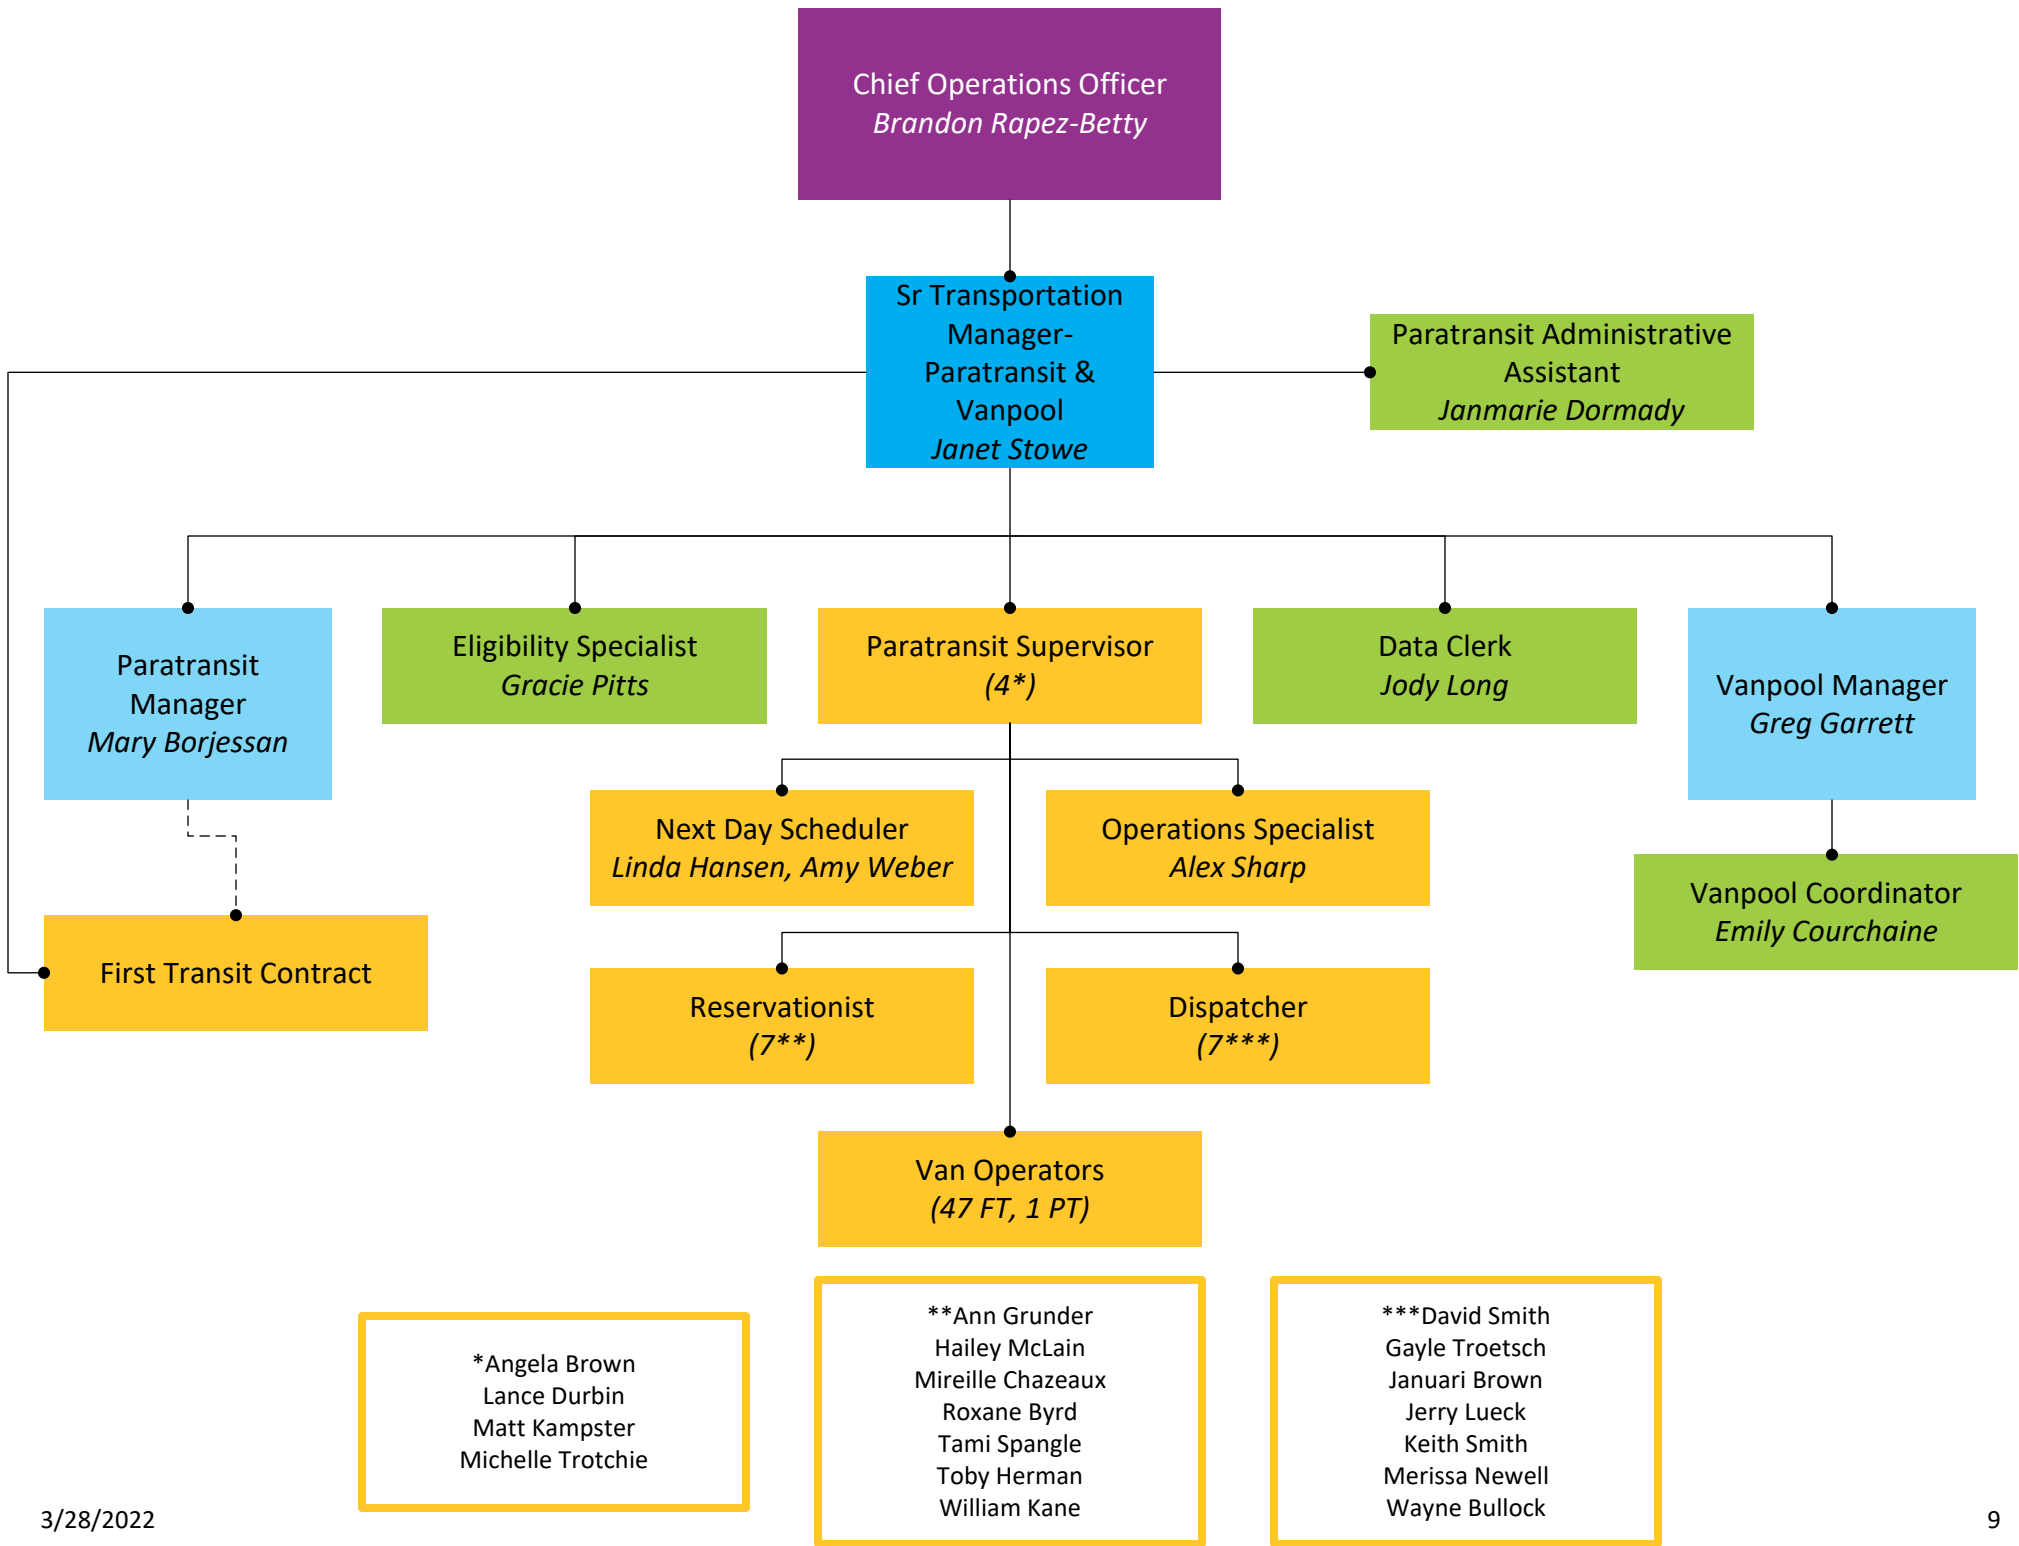 Chief Operations Officer
Brandon Rapez-Betty
Sr Transportation
Manager-
Paratransit &
Vanpool
Janet Stowe
Paratransit Administrative
Assistant
Janmarie Dormady
Paratransit
Manager
Mary Borjessan
Eligibility Specialist
Gracie Pitts
Paratransit Supervisor
(4*)
Data Clerk
Jody Long
Vanpool Manager
Greg Garrett
Next Day Scheduler
Linda Hansen, Amy Weber
Operations Specialist
Alex Sharp
Vanpool Coordinator
Emily Courchaine
First Transit Contract
Reservationist
(7**)
Dispatcher
(7***)
Van Operators
(47 FT, 1 PT)
*Angela Brown
Lance Durbin
Matt Kampster
Michelle Trotchie
**Ann Grunder
Hailey McLain
Mireille Chazeaux
Roxane Byrd
Tami Spangle
Toby Herman
William Kane
***David Smith
Gayle Troetsch
Januari Brown
Jerry Lueck
Keith Smith
Merissa Newell
Wayne Bullock
3/28/2022
9